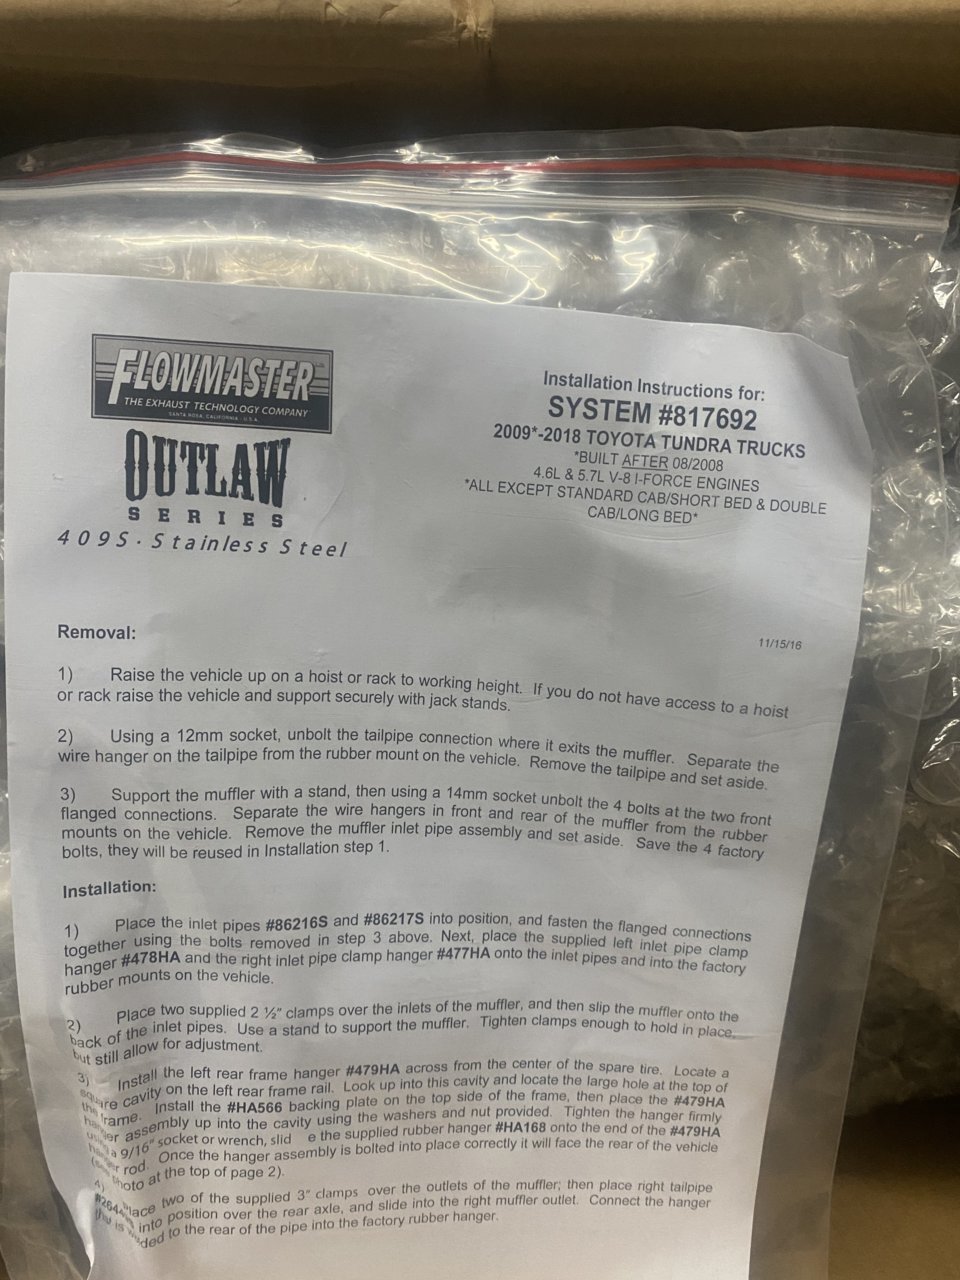 FLOWMASTER
THE EXHAUST TECHNOLOGY COMPANY
SANTA ROSA, CALIFORNIA · U.S.A.
OUTLAW
SERIES
409S · Stainless Steel
Installation Instructions for:
SYSTEM #817692
2009*-2018 TOYOTA TUNDRA TRUCKS
*BUILT AFTER 08/2008
4.6L & 5.7L V-8 I-FORCE ENGINES
*ALL EXCEPT STANDARD CAB/SHORT BED & DOUBLE
CAB/LONG BED*
11/15/16
Removal:
1) Raise the vehicle up on a hoist or rack to working height. If you do not have access to a hoist
or rack raise the vehicle and support securely with jack stands.
2) Using a 12mm socket, unbolt the tailpipe connection where it exits the muffler. Separate the
wire hanger on the tailpipe from the rubber mount on the vehicle. Remove the tailpipe and set aside.
3) Support the muffler with a stand, then using a 14mm socket unbolt the 4 bolts at the two front
flanged connections. Separate the wire hangers in front and rear of the muffler from the rubber
mounts on the vehicle. Remove the muffler inlet pipe assembly and set aside. Save the 4 factory
bolts, they will be reused in Installation step 1.
Installation:
1) Place the inlet pipes #86216S and #86217S into position, and fasten the flanged connections
together using the bolts removed in step 3 above. Next, place the supplied left inlet pipe clamp
hanger #478HA and the right inlet pipe clamp hanger #477HA onto the inlet pipes and into the factory
rubber mounts on the vehicle.
2) Place two supplied 2 ½" clamps over the inlets of the muffler, and then slip the muffler onto the
back of the inlet pipes. Use a stand to support the muffler. Tighten clamps enough to hold in place,
but still allow for adjustment.
3) Install the left rear frame hanger #479HA across from the center of the spare tire. Locate a
square cavity on the left rear frame rail. Look up into this cavity and locate the large hole at the top of
the frame. Install the #HA566 backing plate on the top side of the frame, then place the #479HA
hanger assembly up into the cavity using the washers and nut provided. Tighten the hanger firmly
using a 9/16" socket or wrench, slid e the supplied rubber hanger #HA168 onto the end of the #479HA
hanger rod. Once the hanger assembly is bolted into place correctly it will face the rear of the vehicle
(see photo at the top of page 2).
4) Place two of the supplied 3" clamps over the outlets of the muffler; then place right tailpipe
into position over the rear axle, and slide into the right muffler outlet. Connect the hanger
that is welded to the rear of the pipe into the factory rubber hanger.